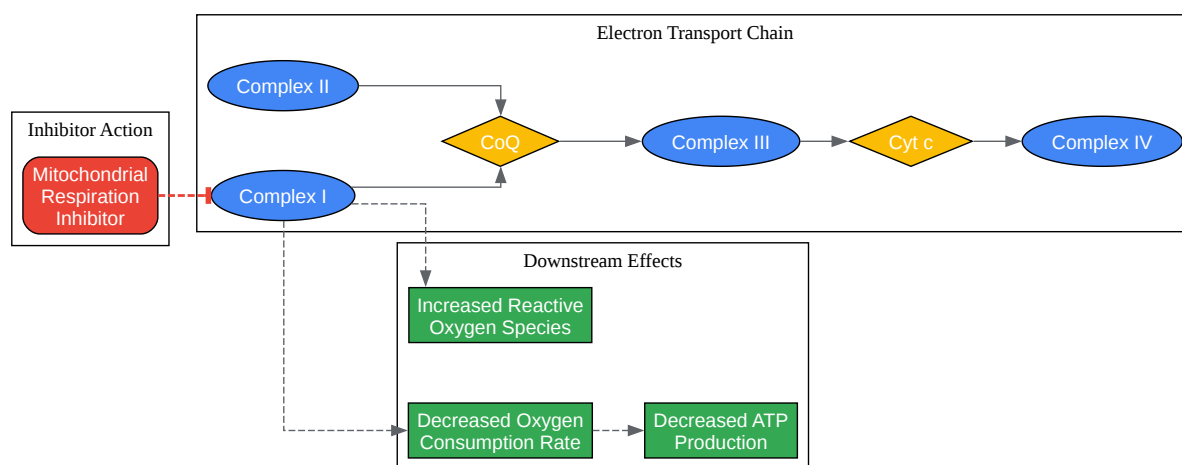 Electron Transport Chain
Complex II
Inhibitor Action
CoQ
Complex III
Cyt c
Complex IV
Mitochondrial
Respiration
Inhibitor
Complex I
Downstream Effects
Increased Reactive
Oxygen Species
Decreased Oxygen
Consumption Rate
Decreased ATP
Production